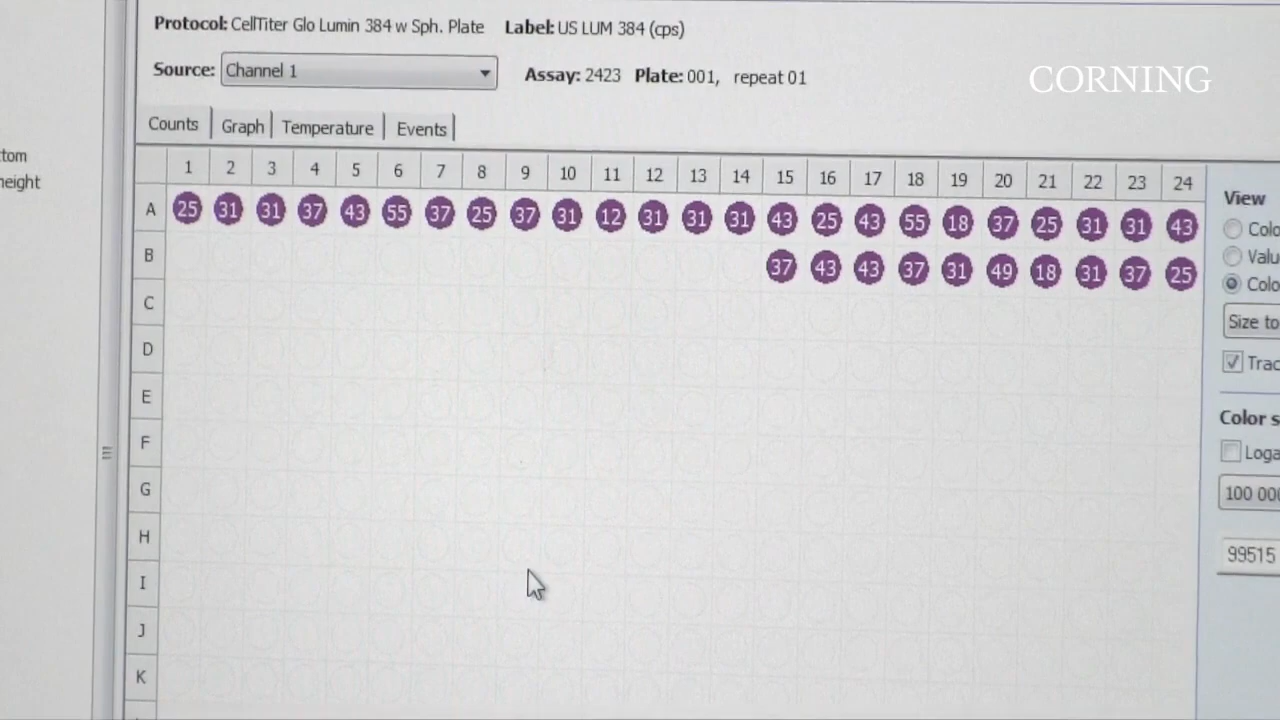 Protocol: CellTiter Glo Lumin 384 w Sph. Plate Label: US LUM 384 (cps)
Source: Channel 1 Assay: 2423 Plate: 001, repeat 01
CORNING
Counts Graph Temperature Events
tom
height
1 2 3 4 5 6 7 8 9 10 11 12 13 14 15 16 17 18 19 20 21 22 23 24
A 25 31 31 37 43 55 37 25 37 31 12 31 31 31 43 25 43 55 18 37 25 31 31 43
B 37 43 43 37 31 49 18 31 37 25
C
D
E
F
G
H
I
J
K
View
Colo
Valu
Colo
Size to
Trac
Color s
Loga
100 000
99515